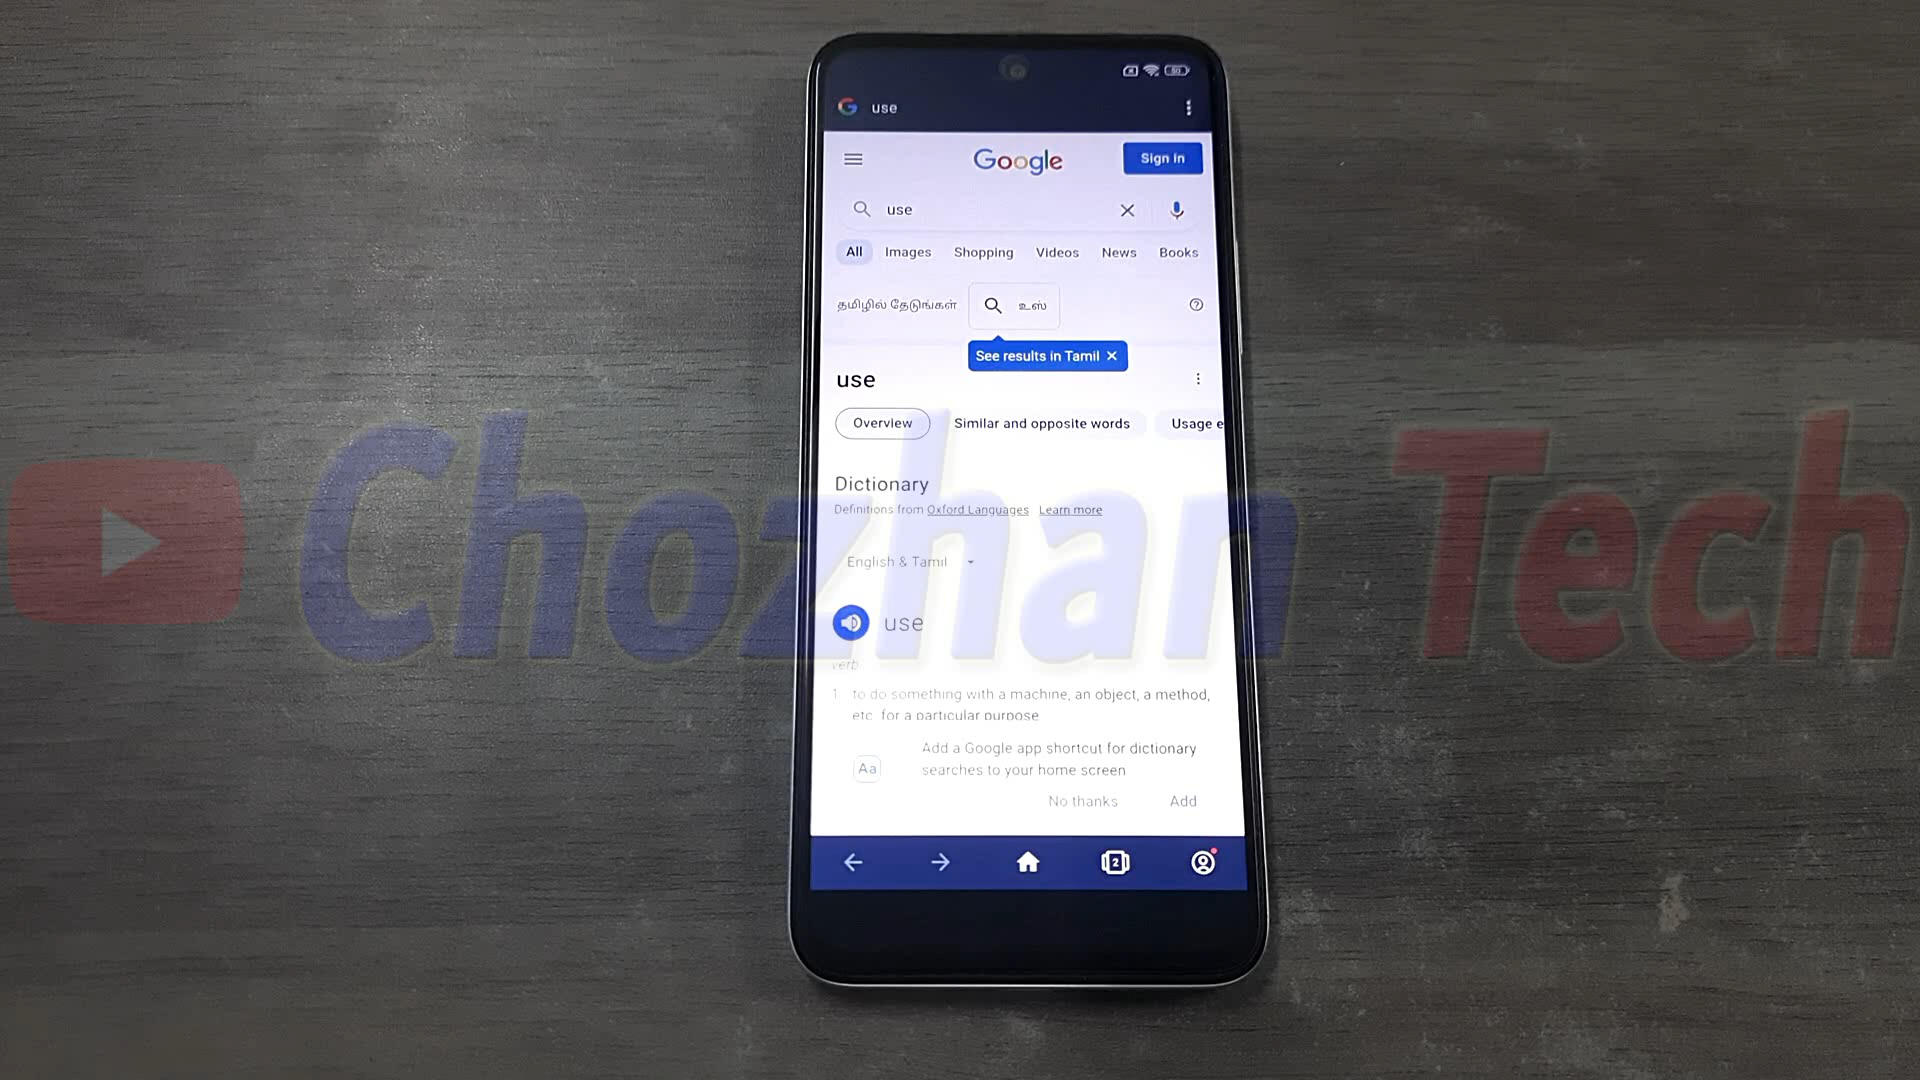 50
use
Google
Sign in
use
All Images Shopping Videos News Books
தமிழில் தேடுங்கள் உஸ்
See results in Tamil
use
Overview Similar and opposite words Usage e
Dictionary
Definitions from Oxford Languages Learn more
English & Tamil
use
verb
1 to do something with a machine, an object, a method,
etc. for a particular purpose
Add a Google app shortcut for dictionary
Aa searches to your home screen
No thanks Add
2
Chozhan Tech